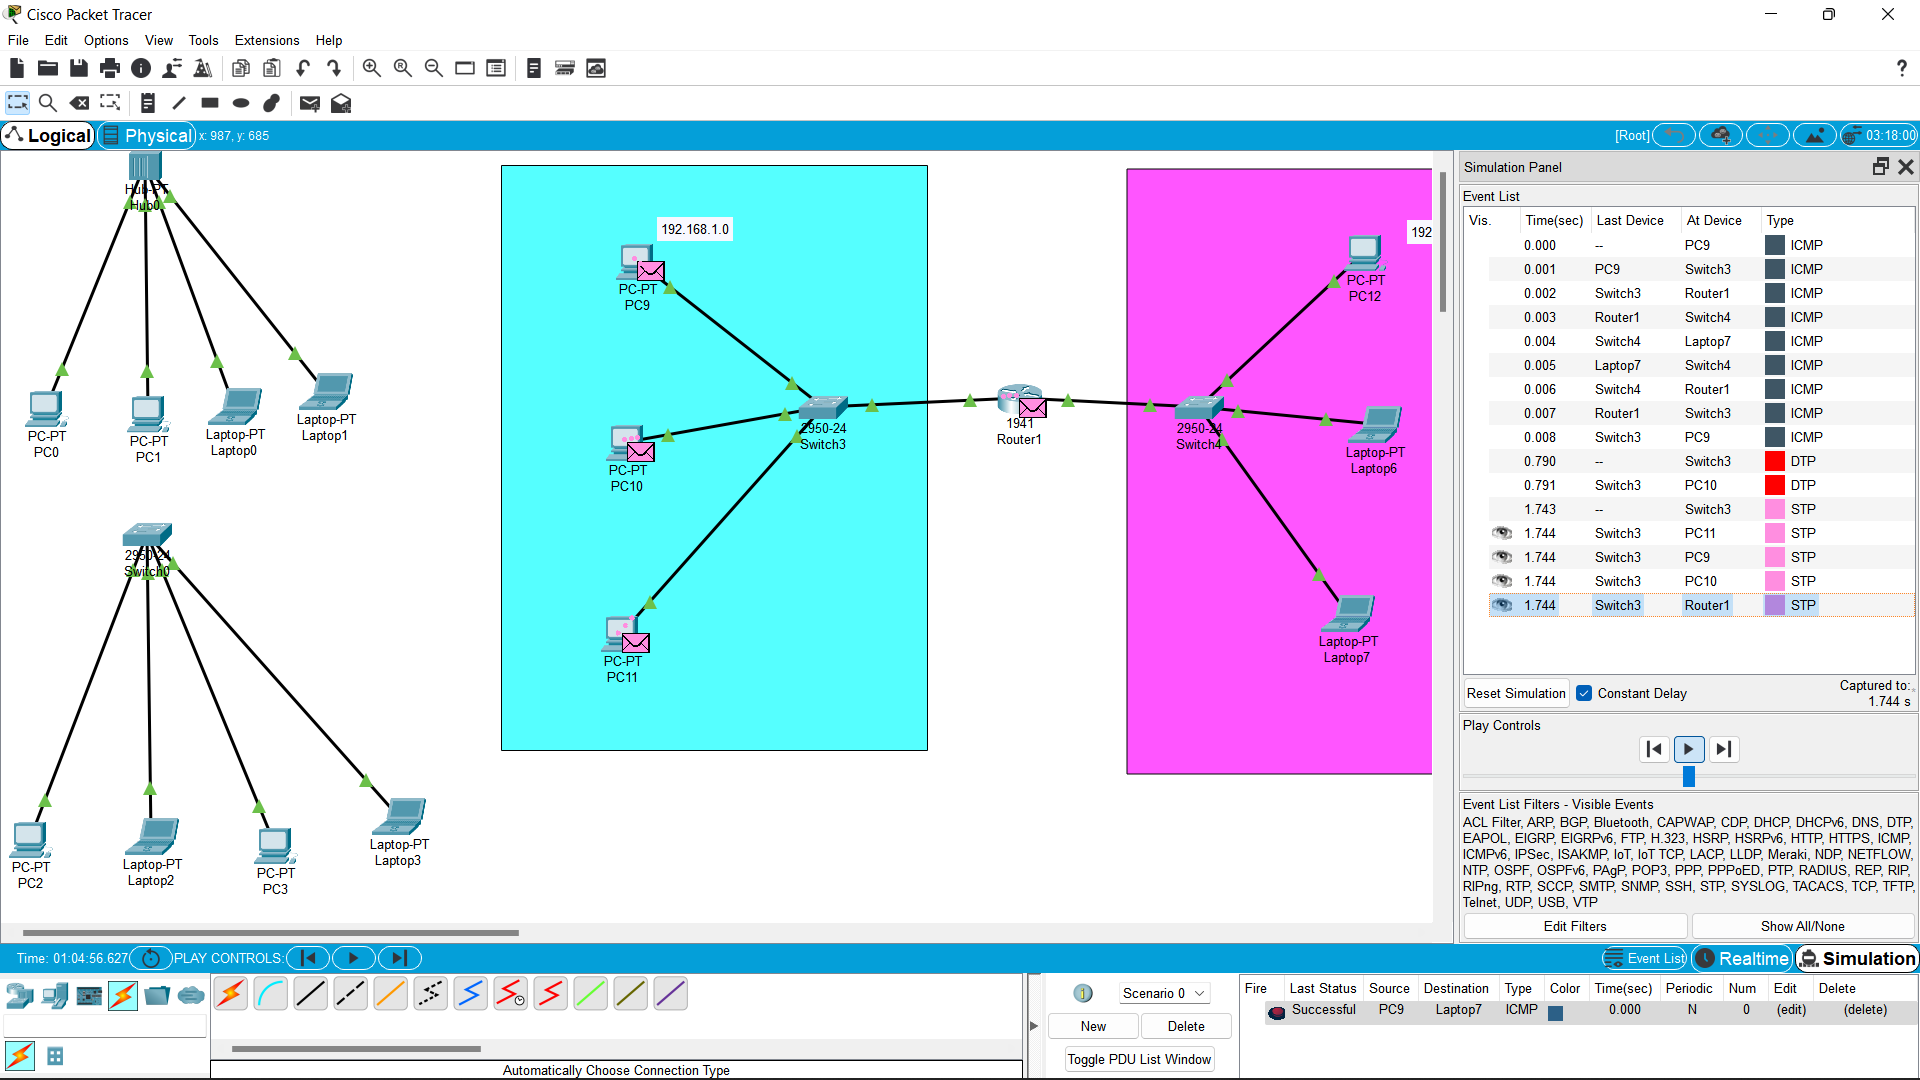 Cisco Packet Tracer
File Edit Options View Tools Extensions Help
Logical Physical x: 987, y: 685
[Root] 03:18:00
Hub-PT
Hub0
PC-PT
PC0
PC-PT
PC1
Laptop-PT
Laptop0
Laptop-PT
Laptop1
2950-24
Switch0
PC-PT
PC2
Laptop-PT
Laptop2
PC-PT
PC3
Laptop-PT
Laptop3
192.168.1.0
PC-PT
PC9
PC-PT
PC10
PC-PT
PC11
2950-24
Switch3
1941
Router1
192
PC-PT
PC12
2950-24
Switch4
Laptop-PT
Laptop6
Laptop-PT
Laptop7
Simulation Panel
Event List
Vis. Time(sec) Last Device At Device Type
0.000 -- PC9 ICMP
0.001 PC9 Switch3 ICMP
0.002 Switch3 Router1 ICMP
0.003 Router1 Switch4 ICMP
0.004 Switch4 Laptop7 ICMP
0.005 Laptop7 Switch4 ICMP
0.006 Switch4 Router1 ICMP
0.007 Router1 Switch3 ICMP
0.008 Switch3 PC9 ICMP
0.790 -- Switch3 DTP
0.791 Switch3 PC10 DTP
1.743 -- Switch3 STP
1.744 Switch3 PC11 STP
1.744 Switch3 PC9 STP
1.744 Switch3 PC10 STP
1.744 Switch3 Router1 STP
Reset Simulation Constant Delay Captured to:
1.744 s
Play Controls
Event List Filters - Visible Events
ACL Filter, ARP, BGP, Bluetooth, CAPWAP, CDP, DHCP, DHCPv6, DNS, DTP,
EAPOL, EIGRP, EIGRPv6, FTP, H.323, HSRP, HSRPv6, HTTP, HTTPS, ICMP,
ICMPv6, IPSec, ISAKMP, IoT, IoT TCP, LACP, LLDP, Meraki, NDP, NETFLOW,
NTP, OSPF, OSPFv6, PAgP, POP3, PPP, PPPoED, PTP, RADIUS, REP, RIP,
RIPng, RTP, SCCP, SMTP, SNMP, SSH, STP, SYSLOG, TACACS, TCP, TFTP,
Telnet, UDP, USB, VTP
Edit Filters Show All/None
Time: 01:04:56.627 PLAY CONTROLS: Event List Realtime Simulation
Automatically Choose Connection Type
Scenario 0
New Delete
Toggle PDU List Window
Fire Last Status Source Destination Type Color Time(sec) Periodic Num Edit Delete
Successful PC9 Laptop7 ICMP 0.000 N 0 (edit) (delete)